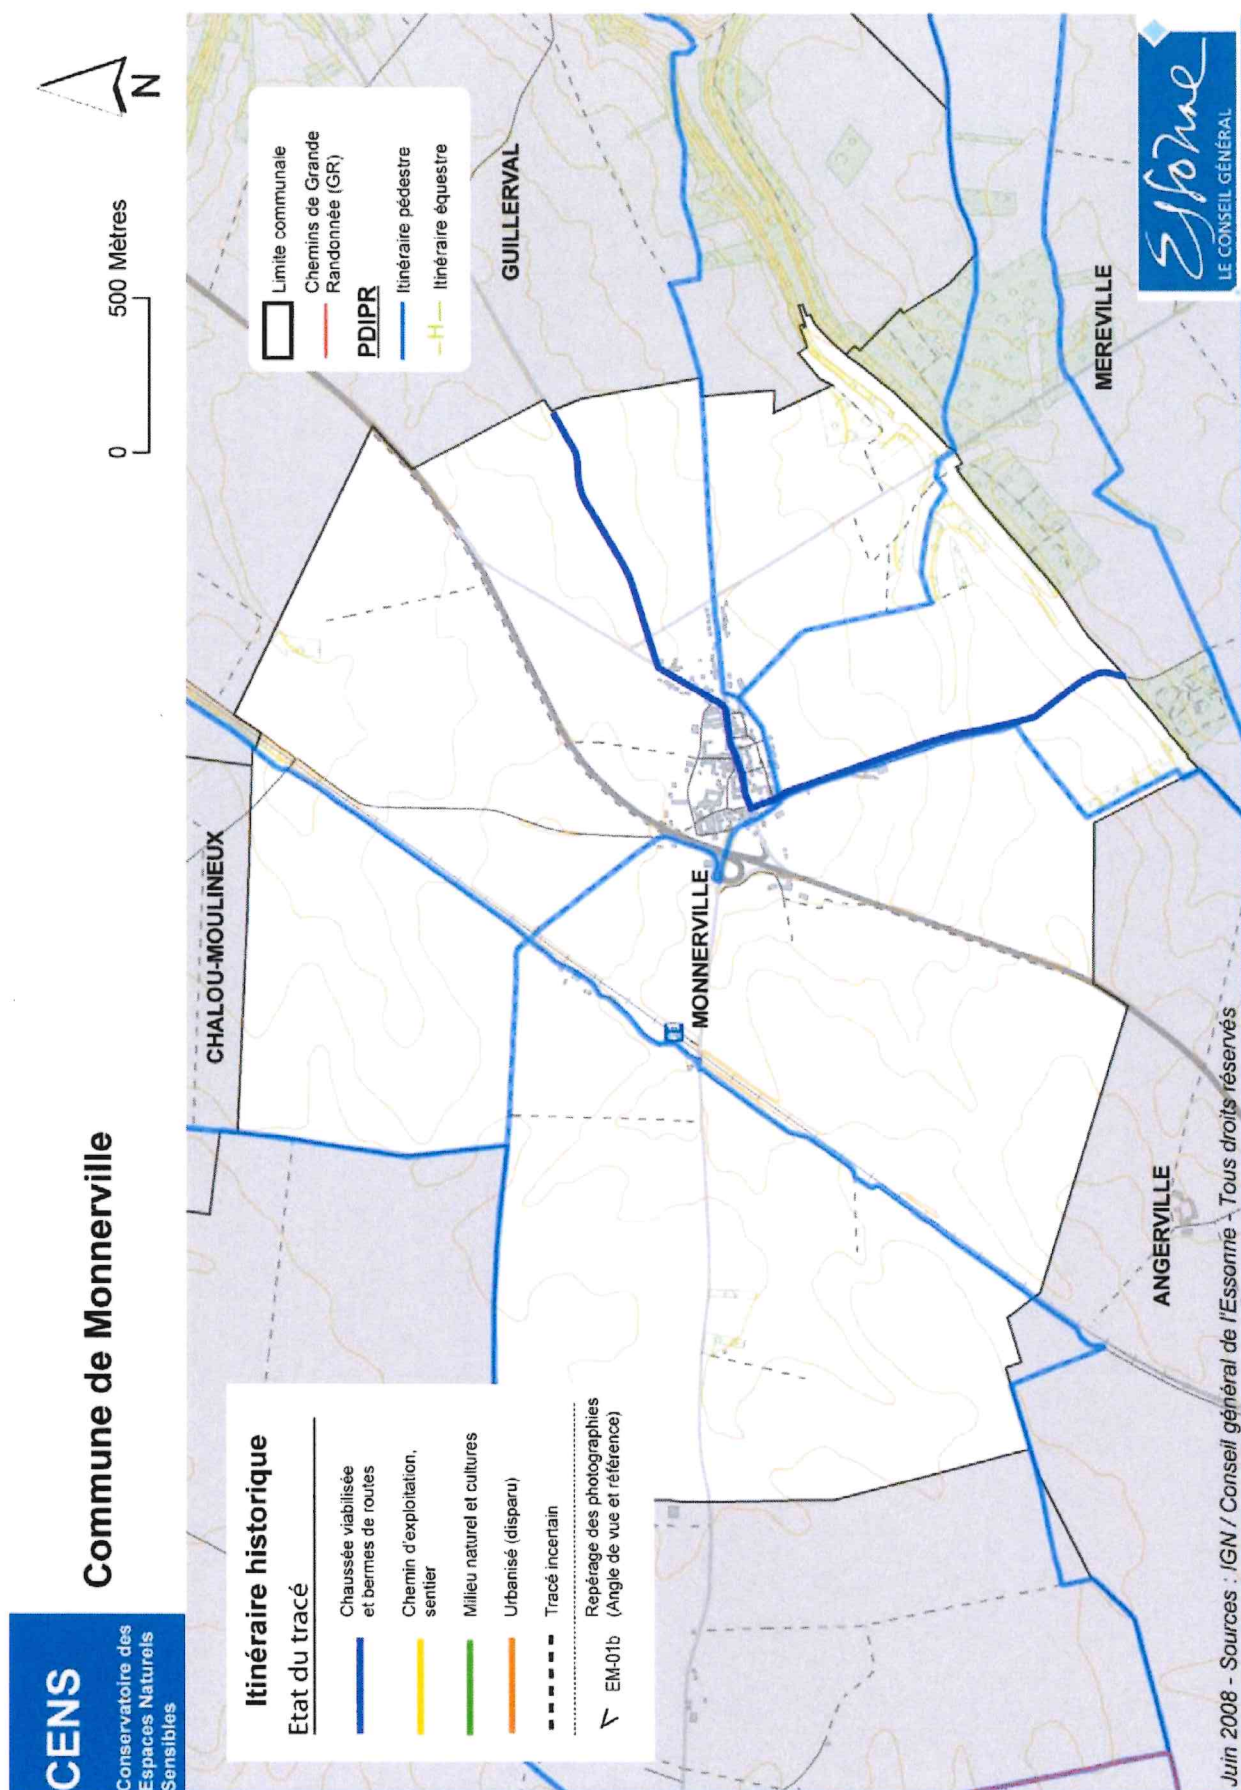 CENS
Conservatoire des
Espaces Naturels
Sensibles
Commune de Monnerville
0
500 Mètres
N
Itinéraire historique
Etat du tracé
Chaussée viabilisée
et bermes de routes
Chemin d'exploitation,
sentier
Milieu naturel et cultures
Urbanisé (disparu)
Tracé incertain
EM-01b
Repérage des photographies
(Angle de vue et référence)
Limite communale
Chemins de Grande
Randonnée (GR)
PDIPR
Itinéraire pédestre
H
Itinéraire équestre
CHALOU-MOULINEUX
GUILLERVAL
MONNERVILLE
MEREVILLE
ANGERVILLE
Essonne
LE CONSEIL GÉNÉRAL
Juin 2008 - Sources : IGN / Conseil général de l'Essonne - Tous droits réservés